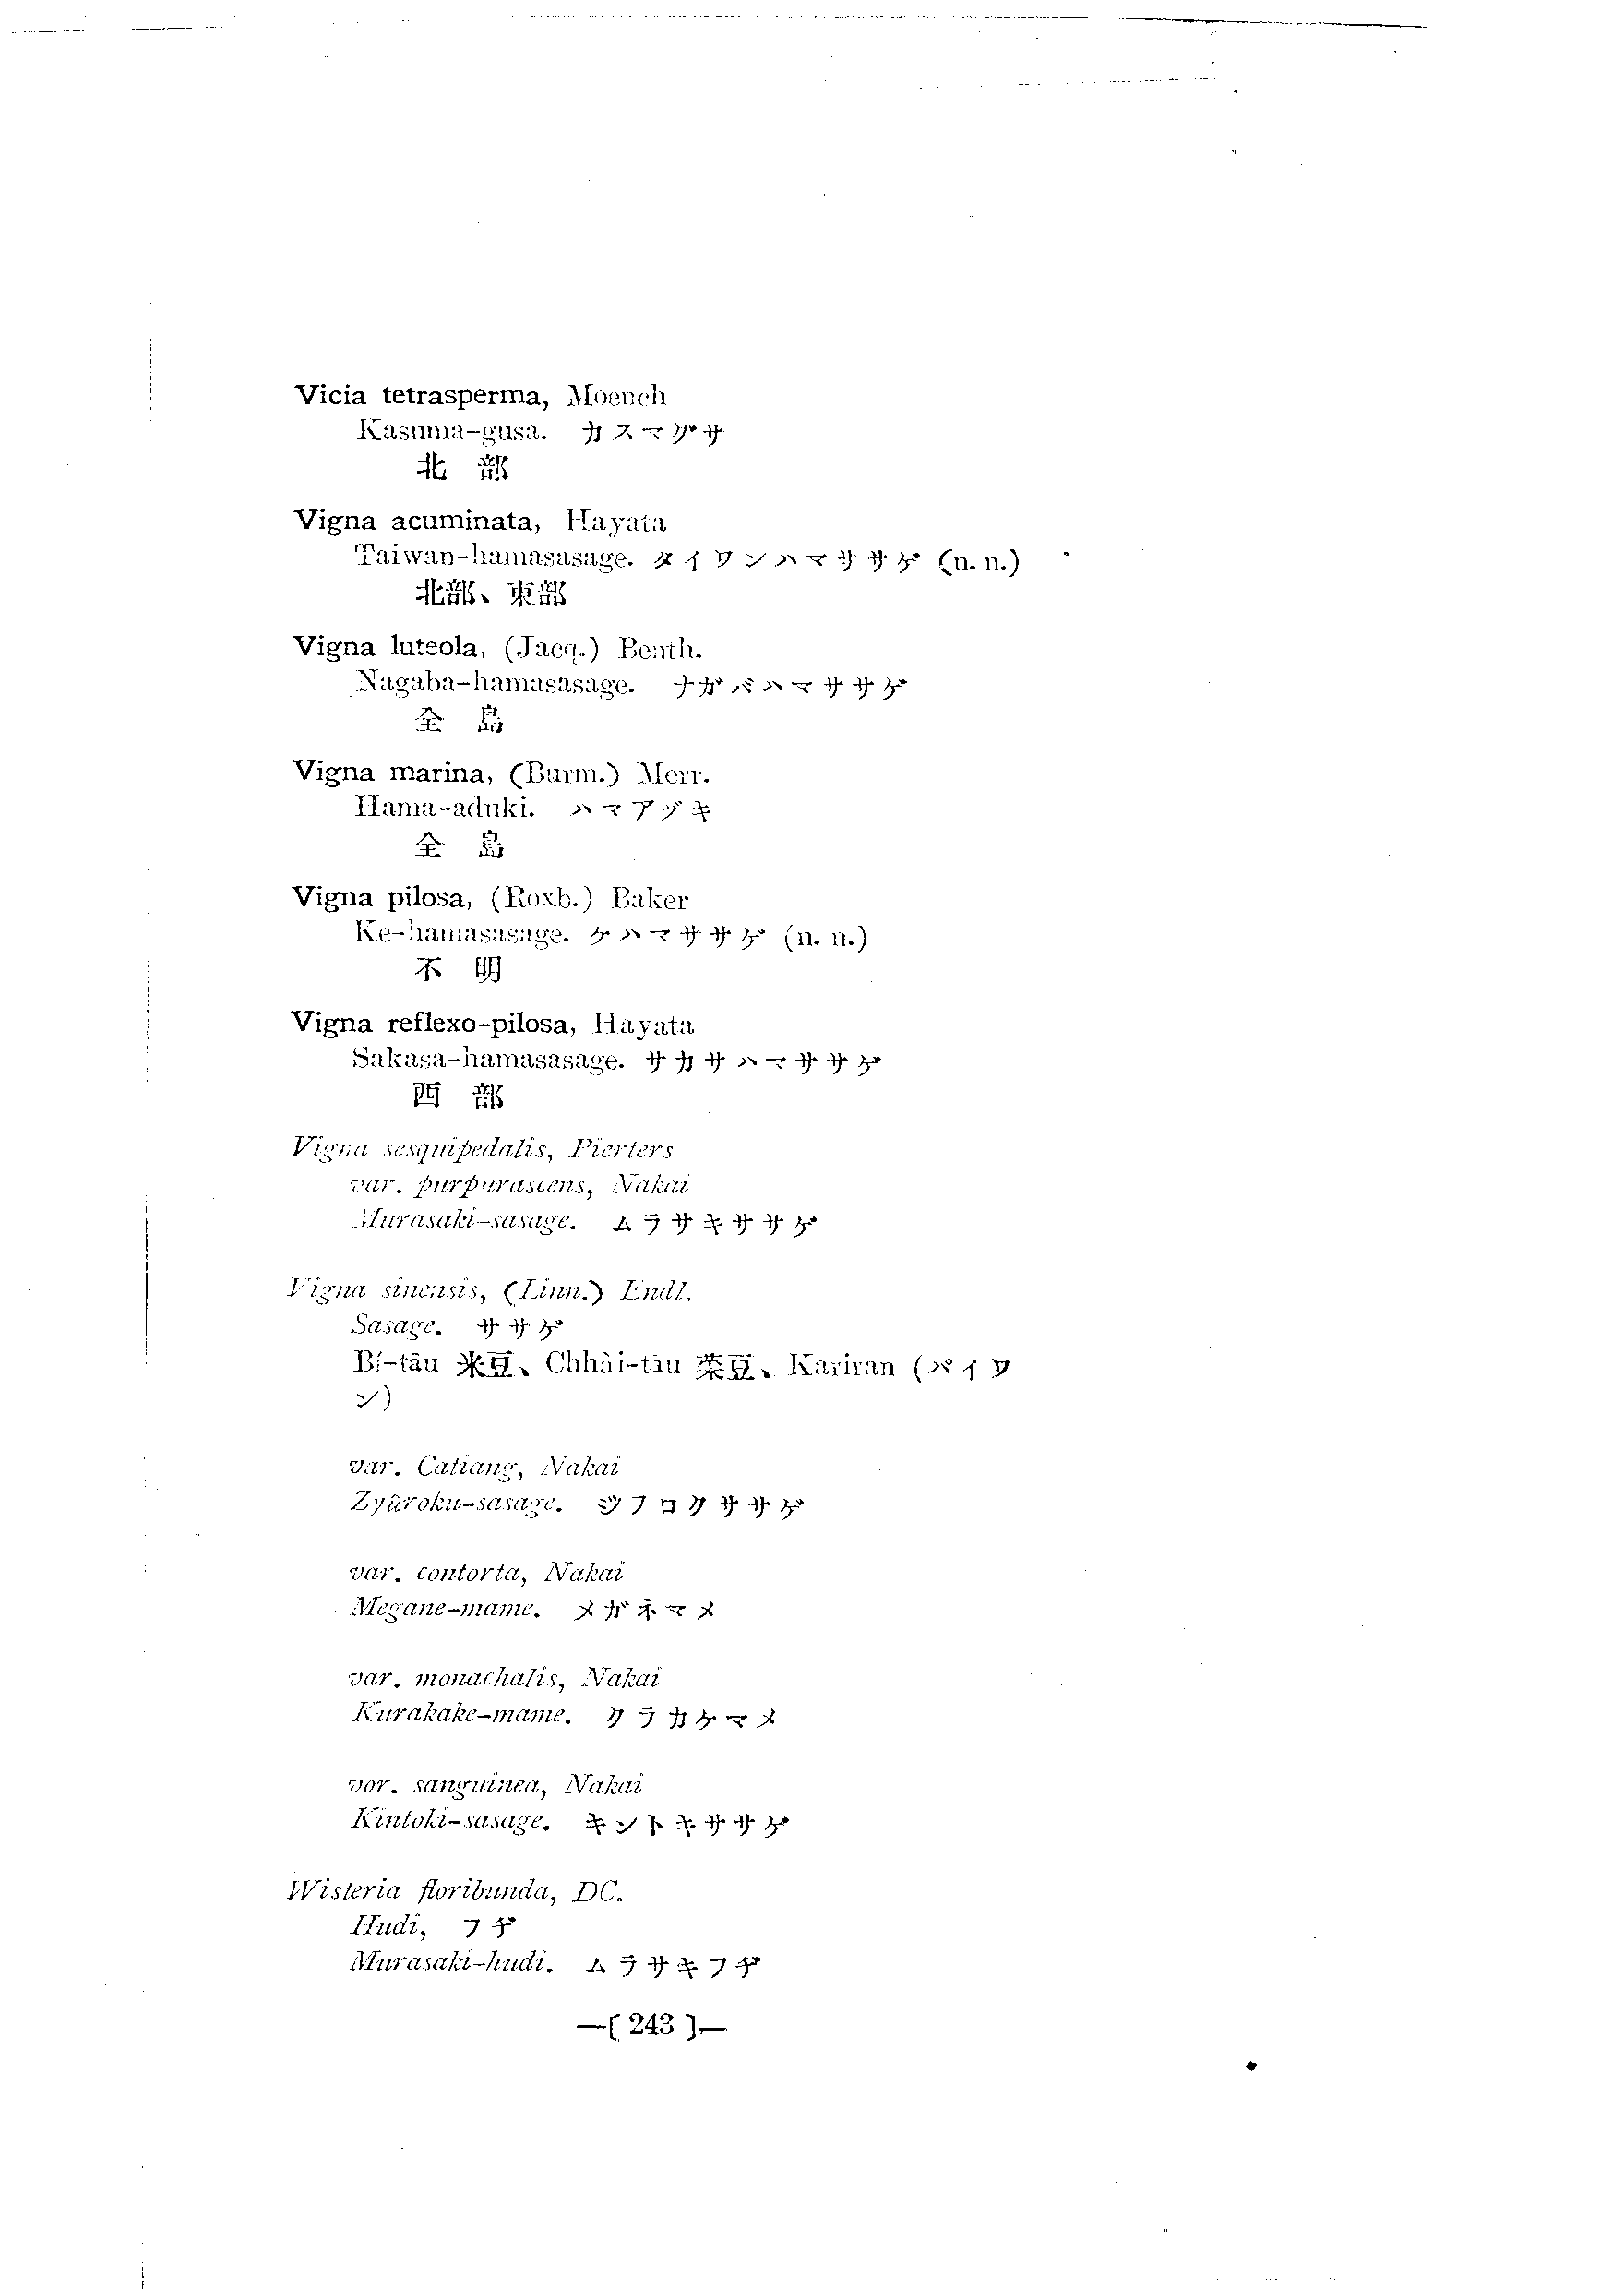 Vicia tetrasperma, Moench
Kasuma-gusa. カスマグサ
北 部
Vigna acuminata, Hayata
Taiwan-hamasasage. タイワンハマササゲ (n. n.)
北部、東部
Vigna luteola, (Jacq.) Benth.
Nagaba-hamasasage. ナガバハマササゲ
全 島
Vigna marina, (Burm.) Merr.
Hama-aduki. ハマアヅキ
全 島
Vigna pilosa, (Roxb.) Baker
Ke-hamasasage. ケハマササゲ (n. n.)
不 明
Vigna reflexo-pilosa, Hayata
Sakasa-hamasasage. サカサハマササゲ
西 部
Vigna sesquipedalis, Pierters
var. purpurascens, Nakai
Murasaki-sasage. ムラサキササゲ
Vigna sinensis, (Linn.) Endl.
Sasage. ササゲ
Bí-tāu 米豆、Chhài-tāu 菜豆、Kariran (パイワ
ン)
var. Catiang, Nakai
Zyûroku-sasage. ジフロクササゲ
var. contorta, Nakai
Megane-mame. メガネマメ
var. monachalis, Nakai
Kurakake-mame. クラカケマメ
vor. sanguinea, Nakai
Kintoki-sasage. キントキササゲ
Wisteria floribunda, DC.
Hudi, フヂ
Murasaki-hudi. ムラサキフヂ
—( 243 )—